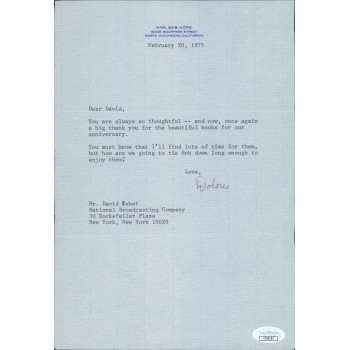 MRS. BOB HOPE
NORTH HOLLYWOOD, CALIFORNIA
February 20, 1975
Dear David,
You are always so thoughtful -- and now, once again
a big thank you for the beautiful books for our
anniversary.
You must know that I'll find lots of time for them,
but how are we going to tie Bob down long enough to
enjoy them?
Love,
Dolores
Mr. David Weber
National Broadcasting Company
30 Rockefeller Plaza
New York, New York 10020
JSA